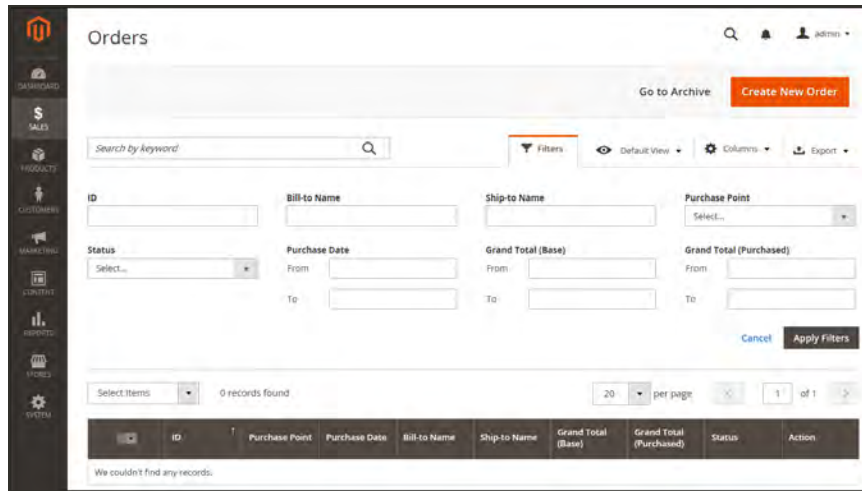 Orders
admin
DASHBOARD
SALES
PRODUCTS
CUSTOMERS
MARKETING
CONTENT
REPORTS
STORES
SYSTEM
Go to Archive
Create New Order
Search by keyword
Filters
Default View
Columns
Export
ID
Bill-to Name
Ship-to Name
Purchase Point
Select...
Status
Purchase Date
Grand Total (Base)
Grand Total (Purchased)
Select...
From
From
From
To
To
To
Cancel
Apply Filters
Select Items
0 records found
20
per page
1
of 1
ID
Purchase Point
Purchase Date
Bill-to Name
Ship-to Name
Grand Total
(Base)
Grand Total
(Purchased)
Status
Action
We couldn't find any records.